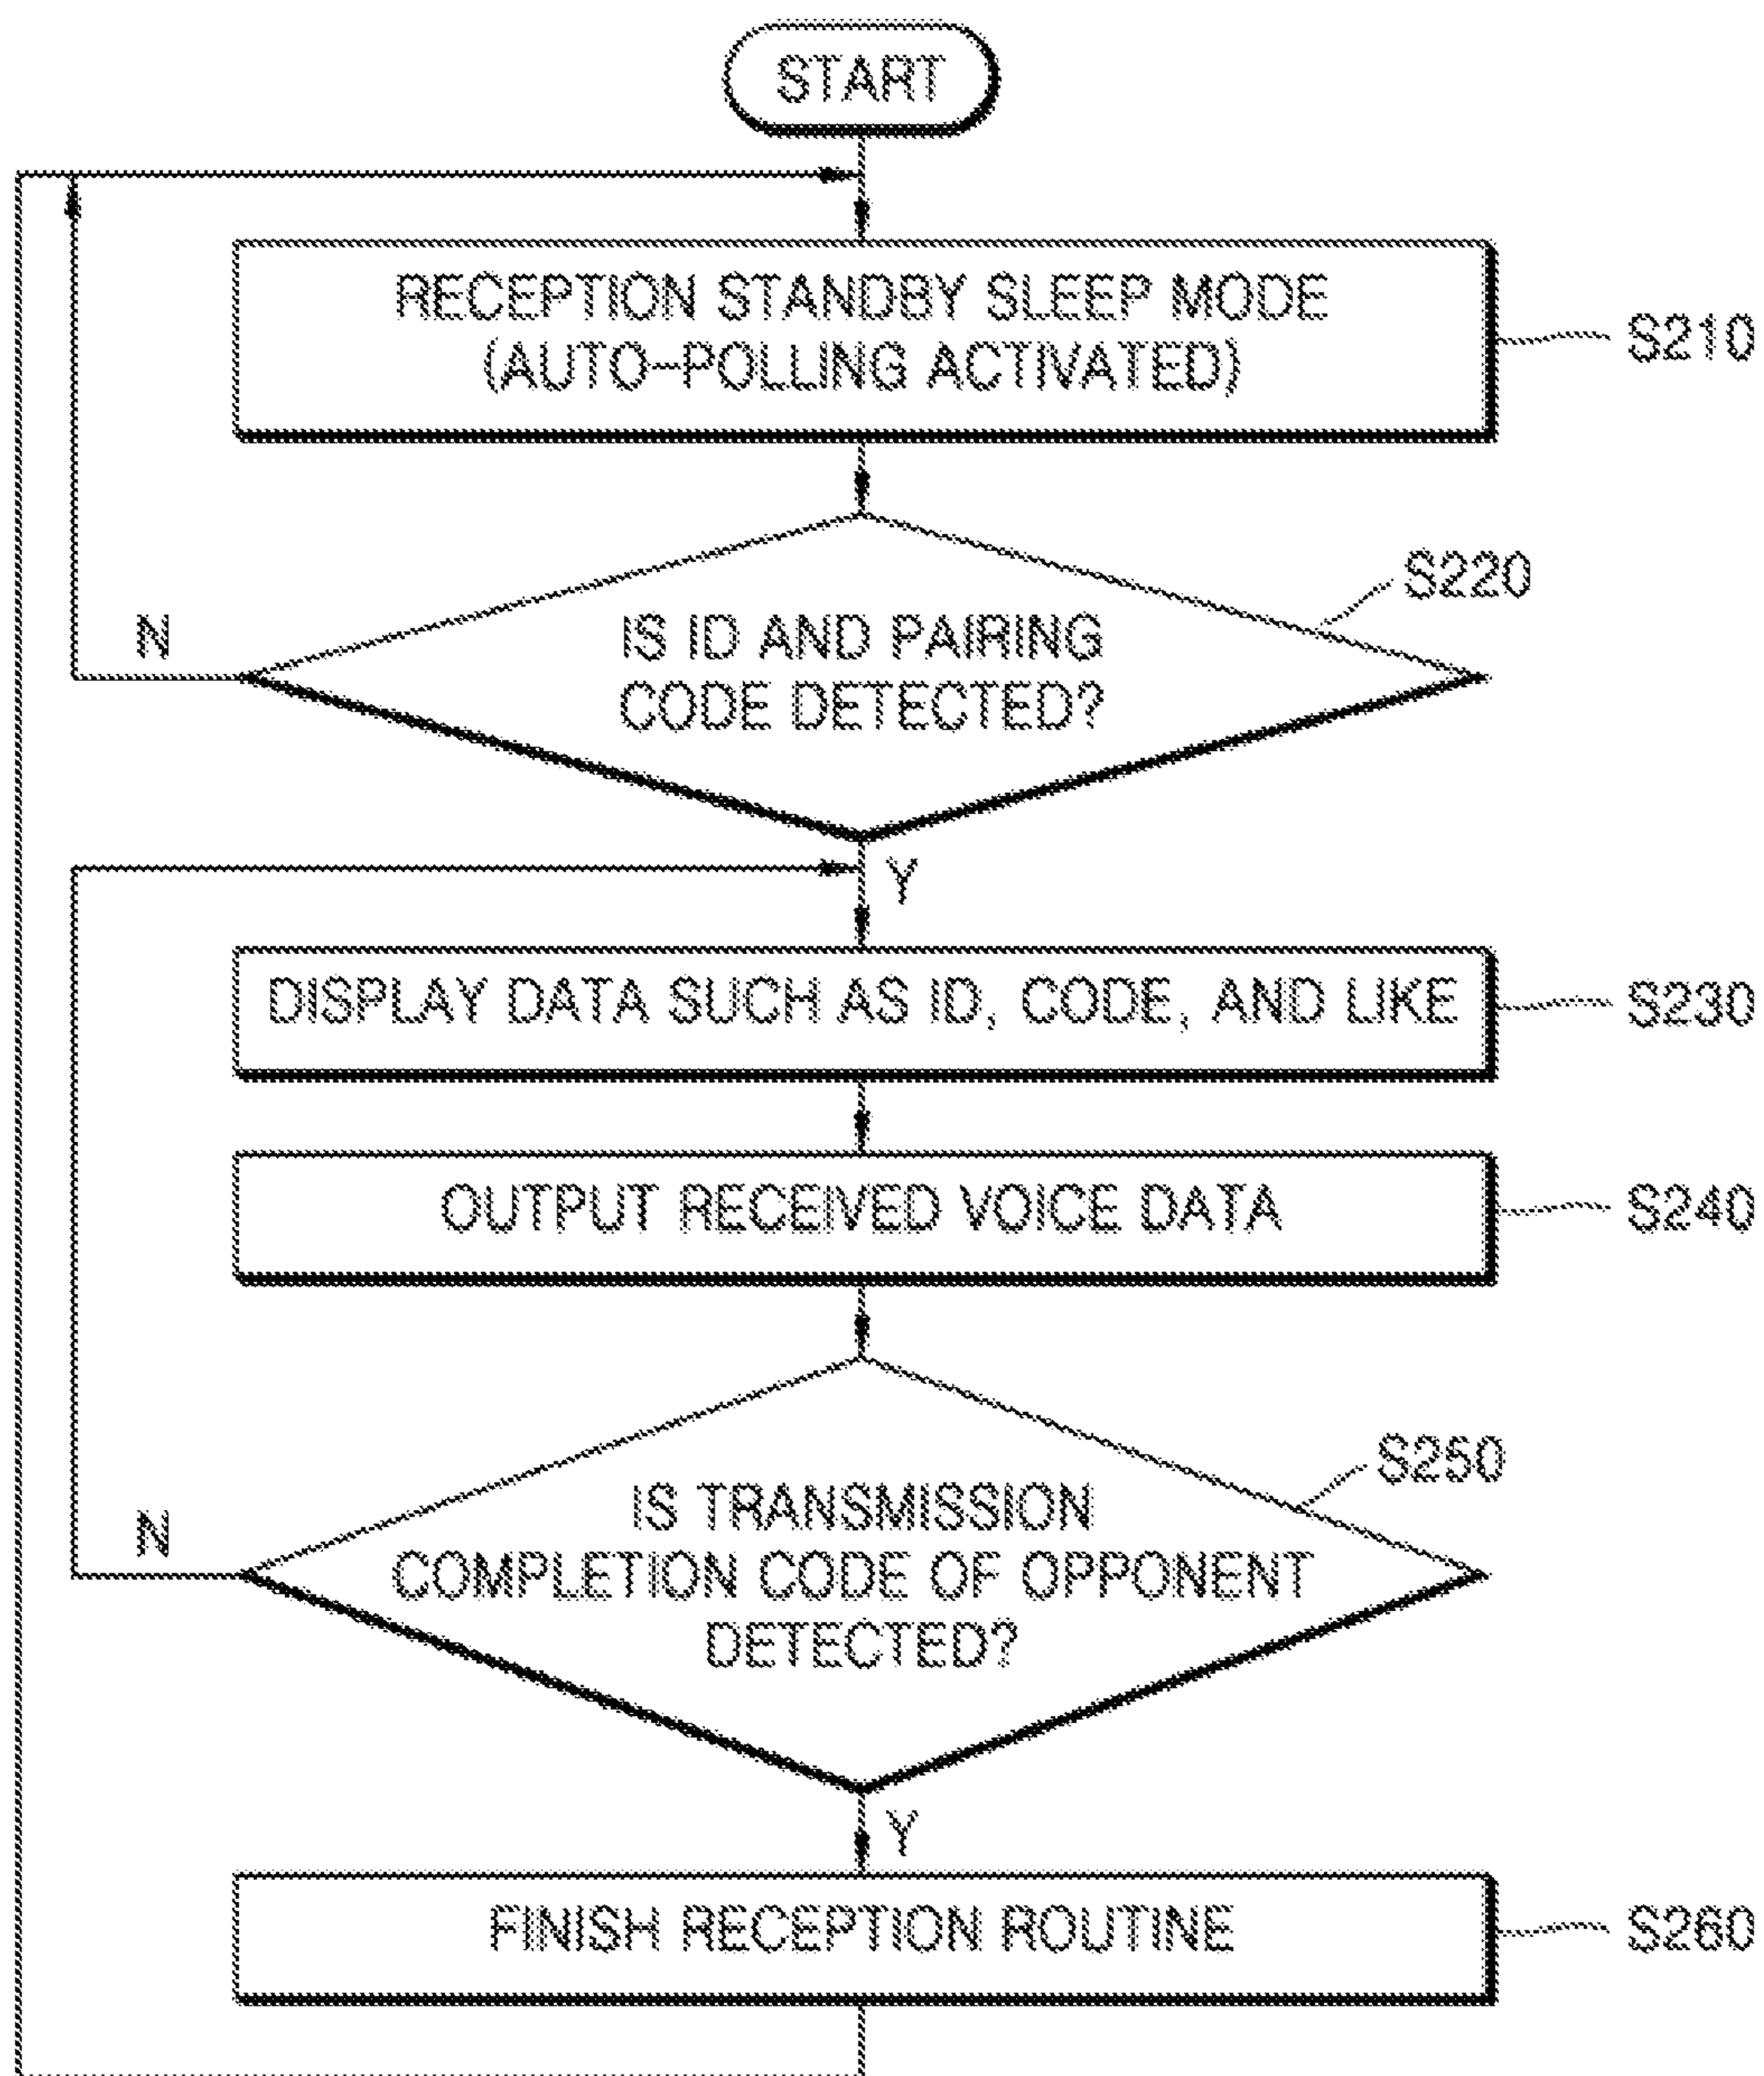 START
RECEPTION STANDBY SLEEP MODE
(AUTO-POLLING ACTIVATED)
S210
S220
N
IS ID AND PAIRING
CODE DETECTED?
Y
DISPLAY DATA SUCH AS ID, CODE, AND LIKE
S230
OUTPUT RECEIVED VOICE DATA
S240
S250
N
IS TRANSMISSION
COMPLETION CODE OF OPPONENT
DETECTED?
Y
FINISH RECEPTION ROUTINE
S260